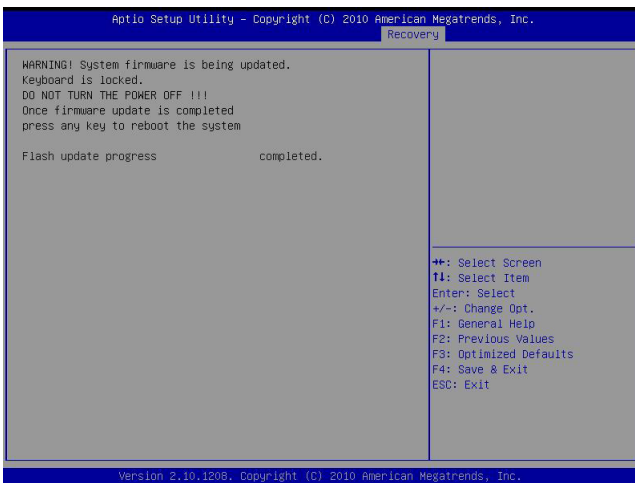 Aptio Setup Utility – Copyright (C) 2010 American Megatrends, Inc.
Recovery
WARNING! System firmware is being updated.
Keyboard is locked.
DO NOT TURN THE POWER OFF !!!
Once firmware update is completed
press any key to reboot the system
Flash update progress completed.
→←: Select Screen
↑↓: Select Item
Enter: Select
+/-: Change Opt.
F1: General Help
F2: Previous Values
F3: Optimized Defaults
F4: Save & Exit
ESC: Exit
Version 2.10.1208. Copyright (C) 2010 American Megatrends, Inc.